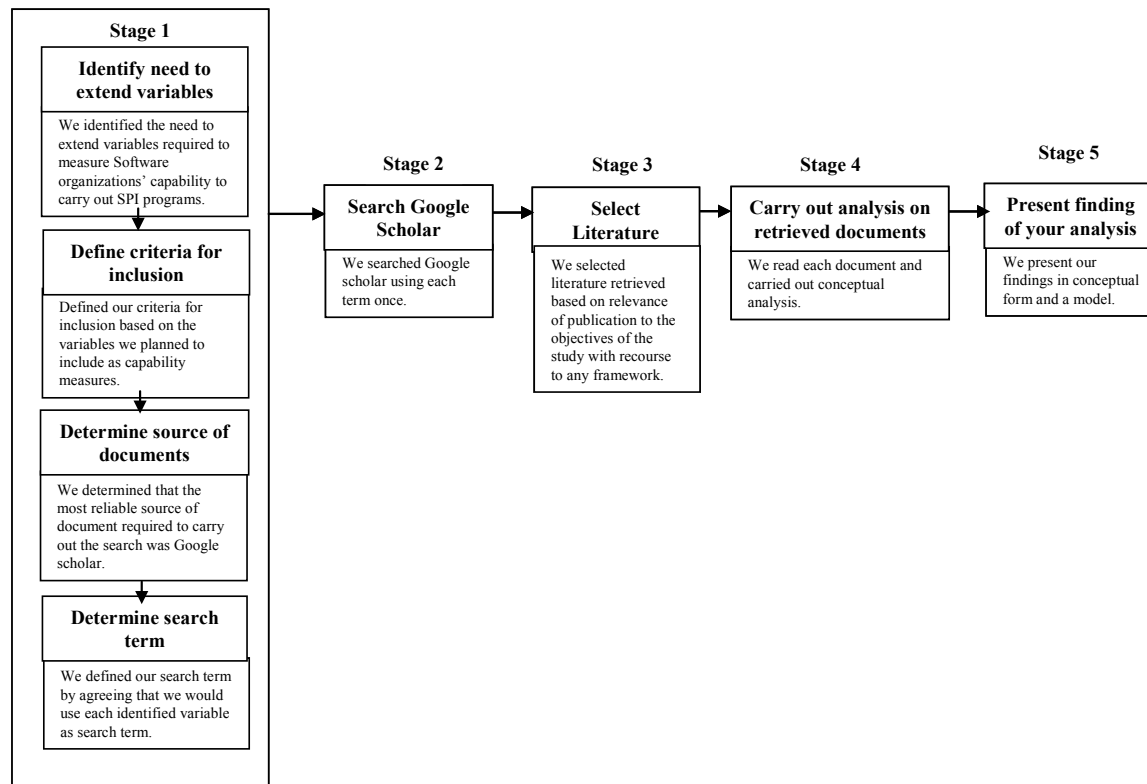 Stage 1
Identify need to
extend variables
We identified the need to
extend variables required to
measure Software
organizations’ capability to
carry out SPI programs.
Define criteria for
inclusion
Defined our criteria for
inclusion based on the
variables we planned to
include as capability
measures.
Determine source of
documents
We determined that the
most reliable source of
document required to carry
out the search was Google
scholar.
Determine search
term
We defined our search term
by agreeing that we would
use each identified variable
as search term.
Stage 2
Search Google
Scholar
We searched Google
scholar using each
term once.
Stage 3
Select
Literature
We selected
literature retrieved
based on relevance
of publication to the
objectives of the
study with recourse
to any framework.
Stage 4
Carry out analysis on
retrieved documents
We read each document and
carried out conceptual
analysis.
Stage 5
Present finding
of your analysis
We present our
findings in conceptual
form and a model.